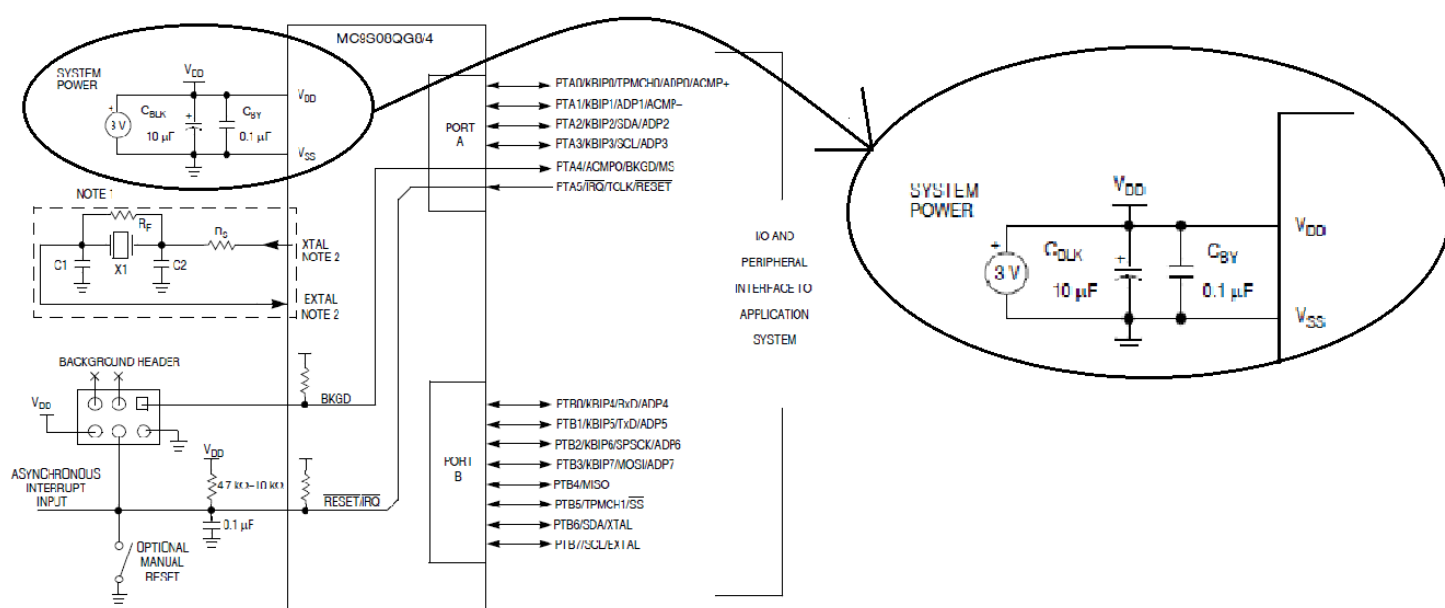 MC9S08QG8/4
SYSTEM
POWER
VDD
VDD
CBLK
10 µF
CBY
0.1 µF
3 V
VSS
PORT
A
PTA0/KBIP0/TPMCH0/ADP0/ACMP+
PTA1/KBIP1/ADP1/ACMP–
PTA2/KBIP2/SDA/ADP2
PTA3/KBIP3/SCL/ADP3
PTA4/ACMPO/BKGD/MS
PTA5/IRQ/TCLK/RESET
NOTE 1
RF
RS
C1
X1
C2
XTAL
NOTE 2
EXTAL
NOTE 2
I/O AND
PERIPHERAL
INTERFACE TO
APPLICATION
SYSTEM
BACKGROUND HEADER
VDD
BKGD
VDD
4.7 kΩ–10 kΩ
ASYNCHRONOUS
INTERRUPT
INPUT
RESET/IRQ
0.1 µF
OPTIONAL
MANUAL
RESET
PORT
B
PTB0/KBIP4/RxD/ADP4
PTB1/KBIP5/TxD/ADP5
PTB2/KBIP6/SPSCK/ADP6
PTB3/KBIP7/MOSI/ADP7
PTB4/MISO
PTB5/TPMCH1/SS
PTB6/SDA/XTAL
PTB7/SCL/EXTAL
SYSTEM
POWER
VDD
VDD
CBLK
10 µF
CBY
0.1 µF
3 V
VSS